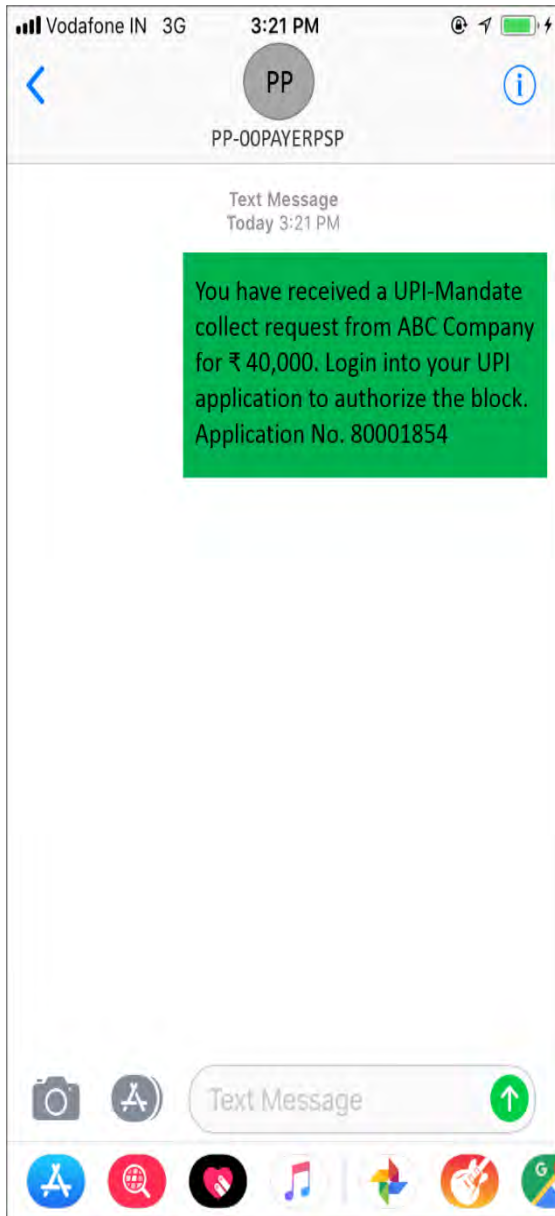 Vodafone IN 3G 3:21 PM
PP
PP-00PAYERPSP
Text Message
Today 3:21 PM
You have received a UPI-Mandate
collect request from ABC Company
for ₹ 40,000. Login into your UPI
application to authorize the block.
Application No. 80001854
Text Message
G